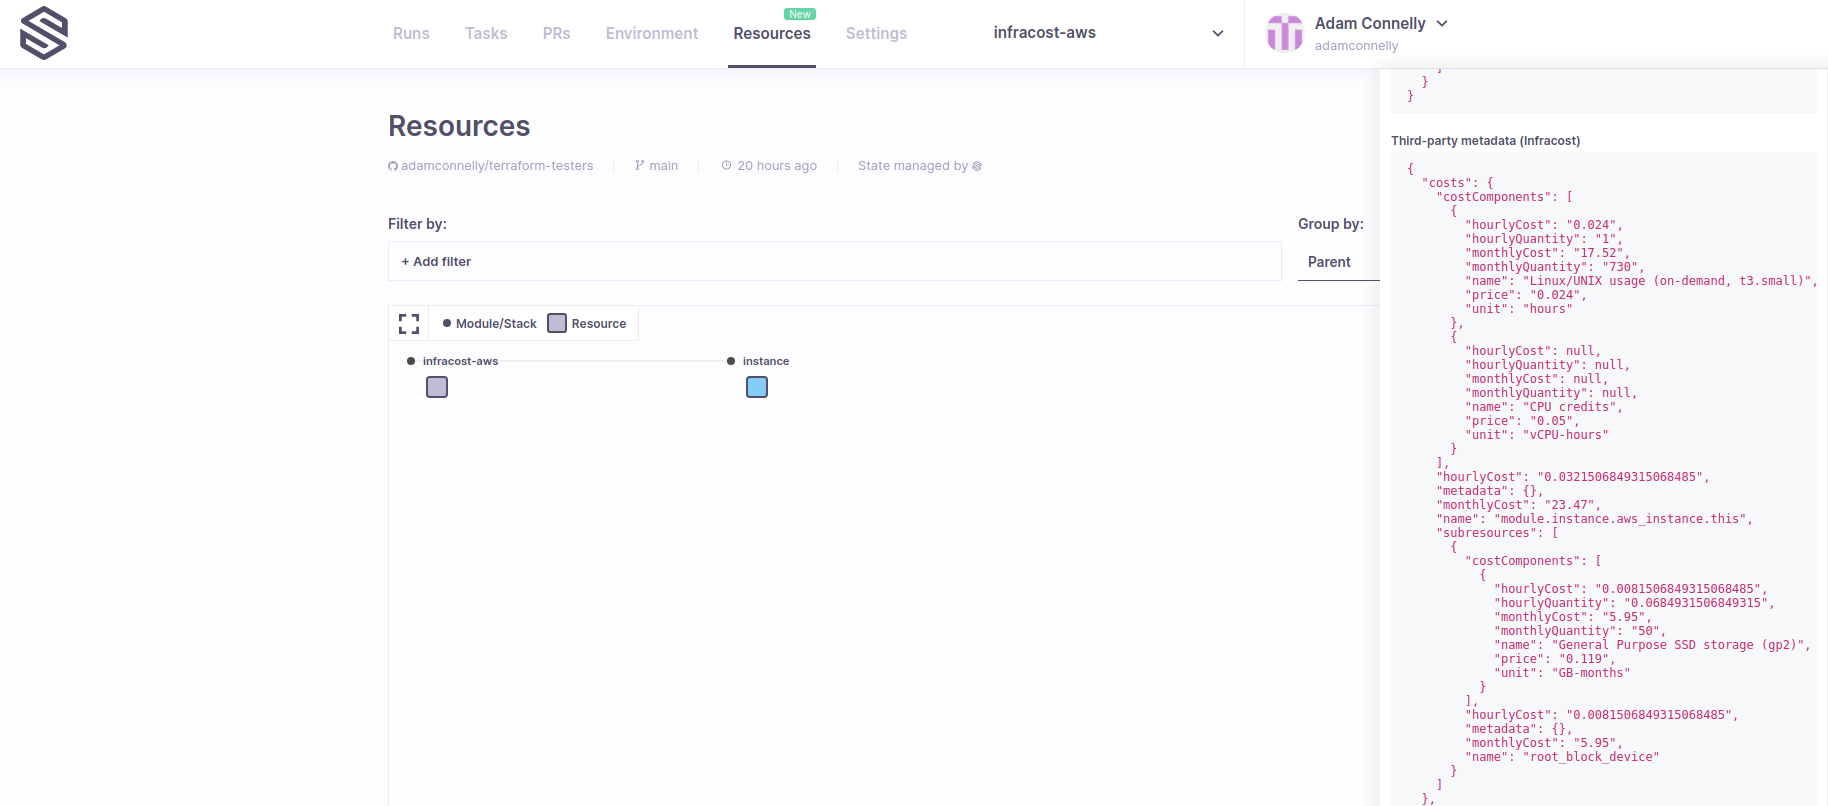 Runs
Tasks
PRs
Environment
Resources
New
Settings
infracost-aws
Adam Connelly
adamconnelly
Resources
adamconnelly/terraform-testers
main
20 hours ago
State managed by
Filter by:
+ Add filter
Group by:
Parent
Module/Stack
Resource
infracost-aws
instance
]
}
}
Third-party metadata (Infracost)
{
"costs": {
"costComponents": [
{
"hourlyCost": "0.024",
"hourlyQuantity": "1",
"monthlyCost": "17.52",
"monthlyQuantity": "730",
"name": "Linux/UNIX usage (on-demand, t3.small)",
"price": "0.024",
"unit": "hours"
},
{
"hourlyCost": null,
"hourlyQuantity": null,
"monthlyCost": null,
"monthlyQuantity": null,
"name": "CPU credits",
"price": "0.05",
"unit": "vCPU-hours"
}
],
"hourlyCost": "0.0321506849315068485",
"metadata": {},
"monthlyCost": "23.47",
"name": "module.instance.aws_instance.this",
"subresources": [
{
"costComponents": [
{
"hourlyCost": "0.0081506849315068485",
"hourlyQuantity": "0.0684931506849315",
"monthlyCost": "5.95",
"monthlyQuantity": "50",
"name": "General Purpose SSD storage (gp2)",
"price": "0.119",
"unit": "GB-months"
}
],
"hourlyCost": "0.0081506849315068485",
"metadata": {},
"monthlyCost": "5.95",
"name": "root_block_device"
}
]
},